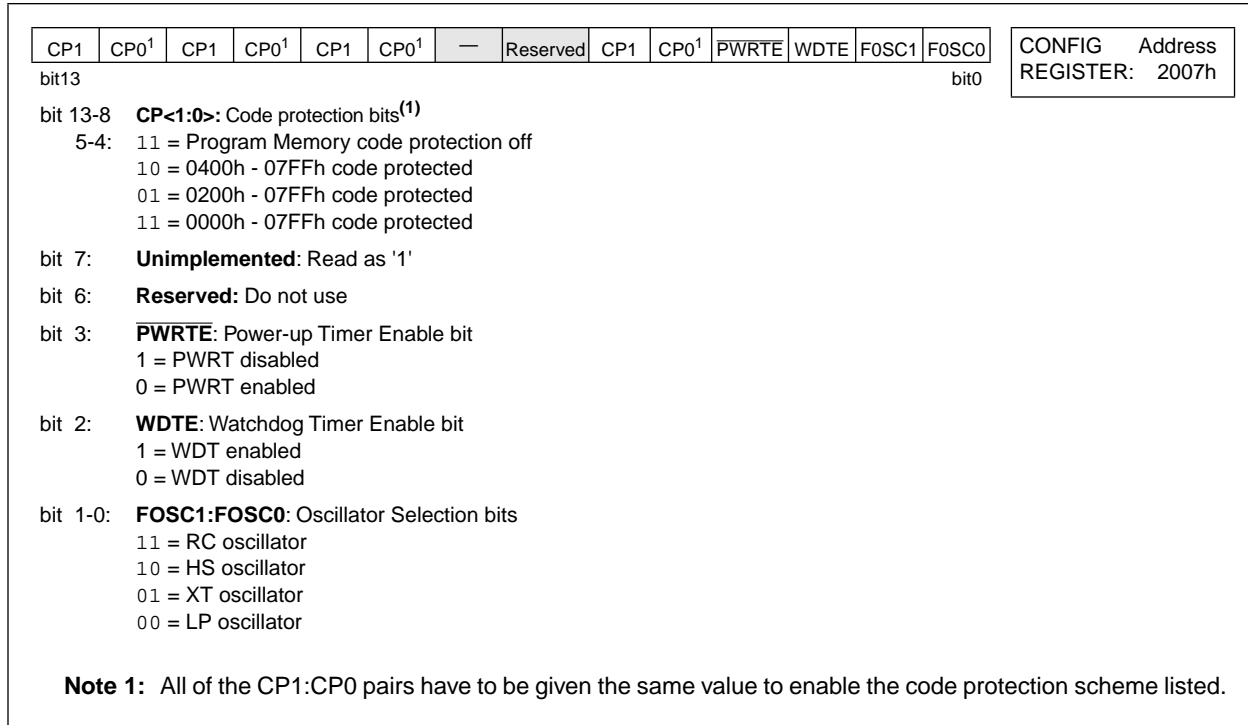 CP1 CP0¹ CP1 CP0¹ CP1 CP0¹ — Reserved CP1 CP0¹ PWRTE WDTE F0SC1 F0SC0
bit13 bit0
CONFIG Address
REGISTER: 2007h
bit 13-8 CP<1:0>: Code protection bits(1)
5-4: 11 = Program Memory code protection off
10 = 0400h - 07FFh code protected
01 = 0200h - 07FFh code protected
11 = 0000h - 07FFh code protected
bit 7: Unimplemented: Read as '1'
bit 6: Reserved: Do not use
bit 3: PWRTE: Power-up Timer Enable bit
1 = PWRT disabled
0 = PWRT enabled
bit 2: WDTE: Watchdog Timer Enable bit
1 = WDT enabled
0 = WDT disabled
bit 1-0: FOSC1:FOSC0: Oscillator Selection bits
11 = RC oscillator
10 = HS oscillator
01 = XT oscillator
00 = LP oscillator
Note 1: All of the CP1:CP0 pairs have to be given the same value to enable the code protection scheme listed.